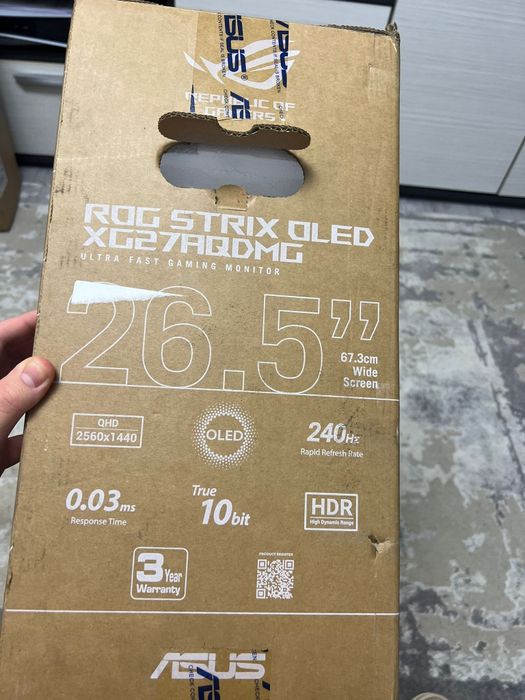 ASUS
REPUBLIC OF
GAMERS
ROG STRIX OLED
XG27AQDMG
ULTRA FAST GAMING MONITOR
26.5”
67.3cm
Wide
Screen
QHD
2560x1440
OLED
240Hz
Rapid Refresh Rate
0.03ms
Response Time
True
10bit
HDR
High Dynamic Range
3 Year
Warranty
PRODUCT REGISTER
ASUS